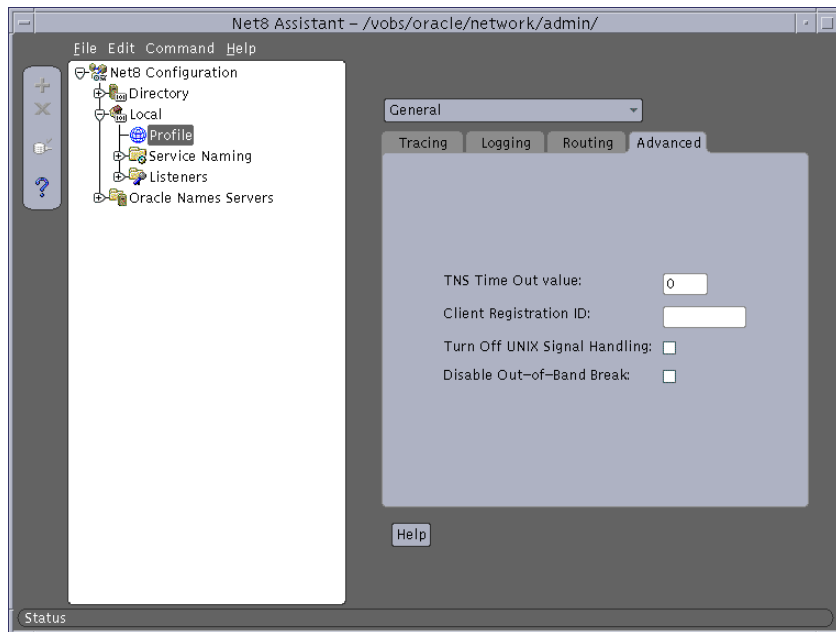 Net8 Assistant – /vobs/oracle/network/admin/
File Edit Command Help
Net8 Configuration
Directory
Local
Profile
Service Naming
Listeners
Oracle Names Servers
General
Tracing Logging Routing Advanced
TNS Time Out value: 0
Client Registration ID:
Turn Off UNIX Signal Handling:
Disable Out–of–Band Break:
Help
Status